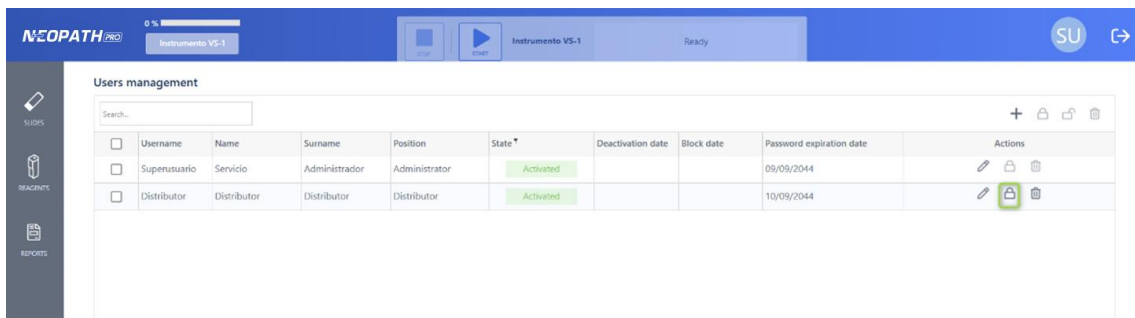 NEOPATH PRO
0 %
Instrumento VS-1
STOP
START
Instrumento VS-1
Ready
SU
SLIDES
REAGENTS
REPORTS
Users management
Search...
Username Name Surname Position State Deactivation date Block date Password expiration date Actions
Superusuario Servicio Administrador Administrator Activated 09/09/2044
Distributor Distributor Distributor Distributor Activated 10/09/2044